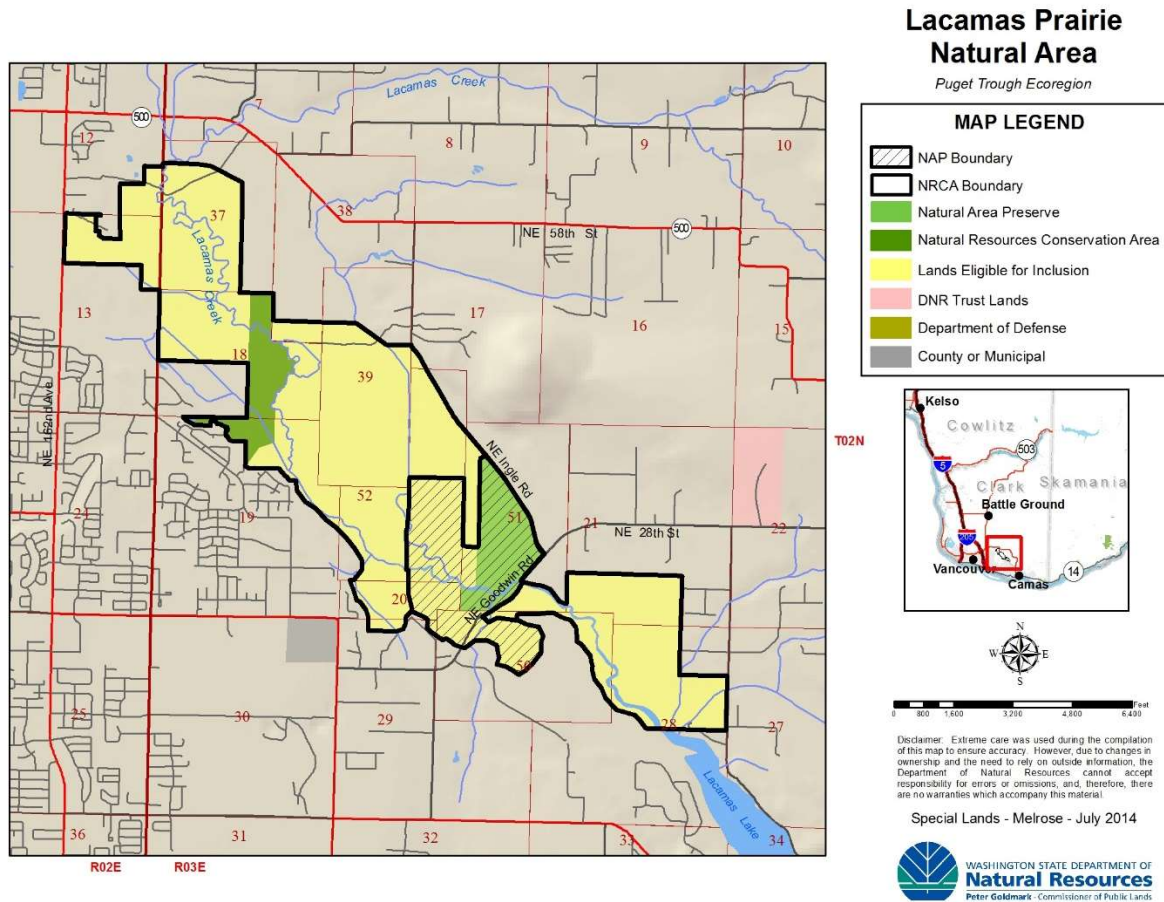 Lacamas Prairie
Natural Area
Puget Trough Ecoregion
MAP LEGEND
NAP Boundary
NRCA Boundary
Natural Area Preserve
Natural Resources Conservation Area
Lands Eligible for Inclusion
DNR Trust Lands
Department of Defense
County or Municipal
7
Lacamas Creek
500
12
8
9
10
37
38
NE 58th St
500
Lacamas Creek
13
17
16
15
18
39
NE 162nd Ave
T02N
NE Ingle Rd
24
19
52
51
21
NE 28th St
22
20
NE Goodwin Rd
25
30
29
28
27
Lacamas Lake
36
31
32
33
34
R02E
R03E
Kelso
Cowlitz
503
5
Clark
Skamania
Battle Ground
205
Vancouver
Camas
14
N
W
E
S
Feet
0 800 1,600 3,200 4,800 6,400
Disclaimer: Extreme care was used during the compilation
of this map to ensure accuracy. However, due to changes in
ownership and the need to rely on outside information, the
Department of Natural Resources cannot accept
responsibility for errors or omissions, and, therefore, there
are no warranties which accompany this material.
Special Lands - Melrose - July 2014
WASHINGTON STATE DEPARTMENT OF
Natural Resources
Peter Goldmark - Commissioner of Public Lands